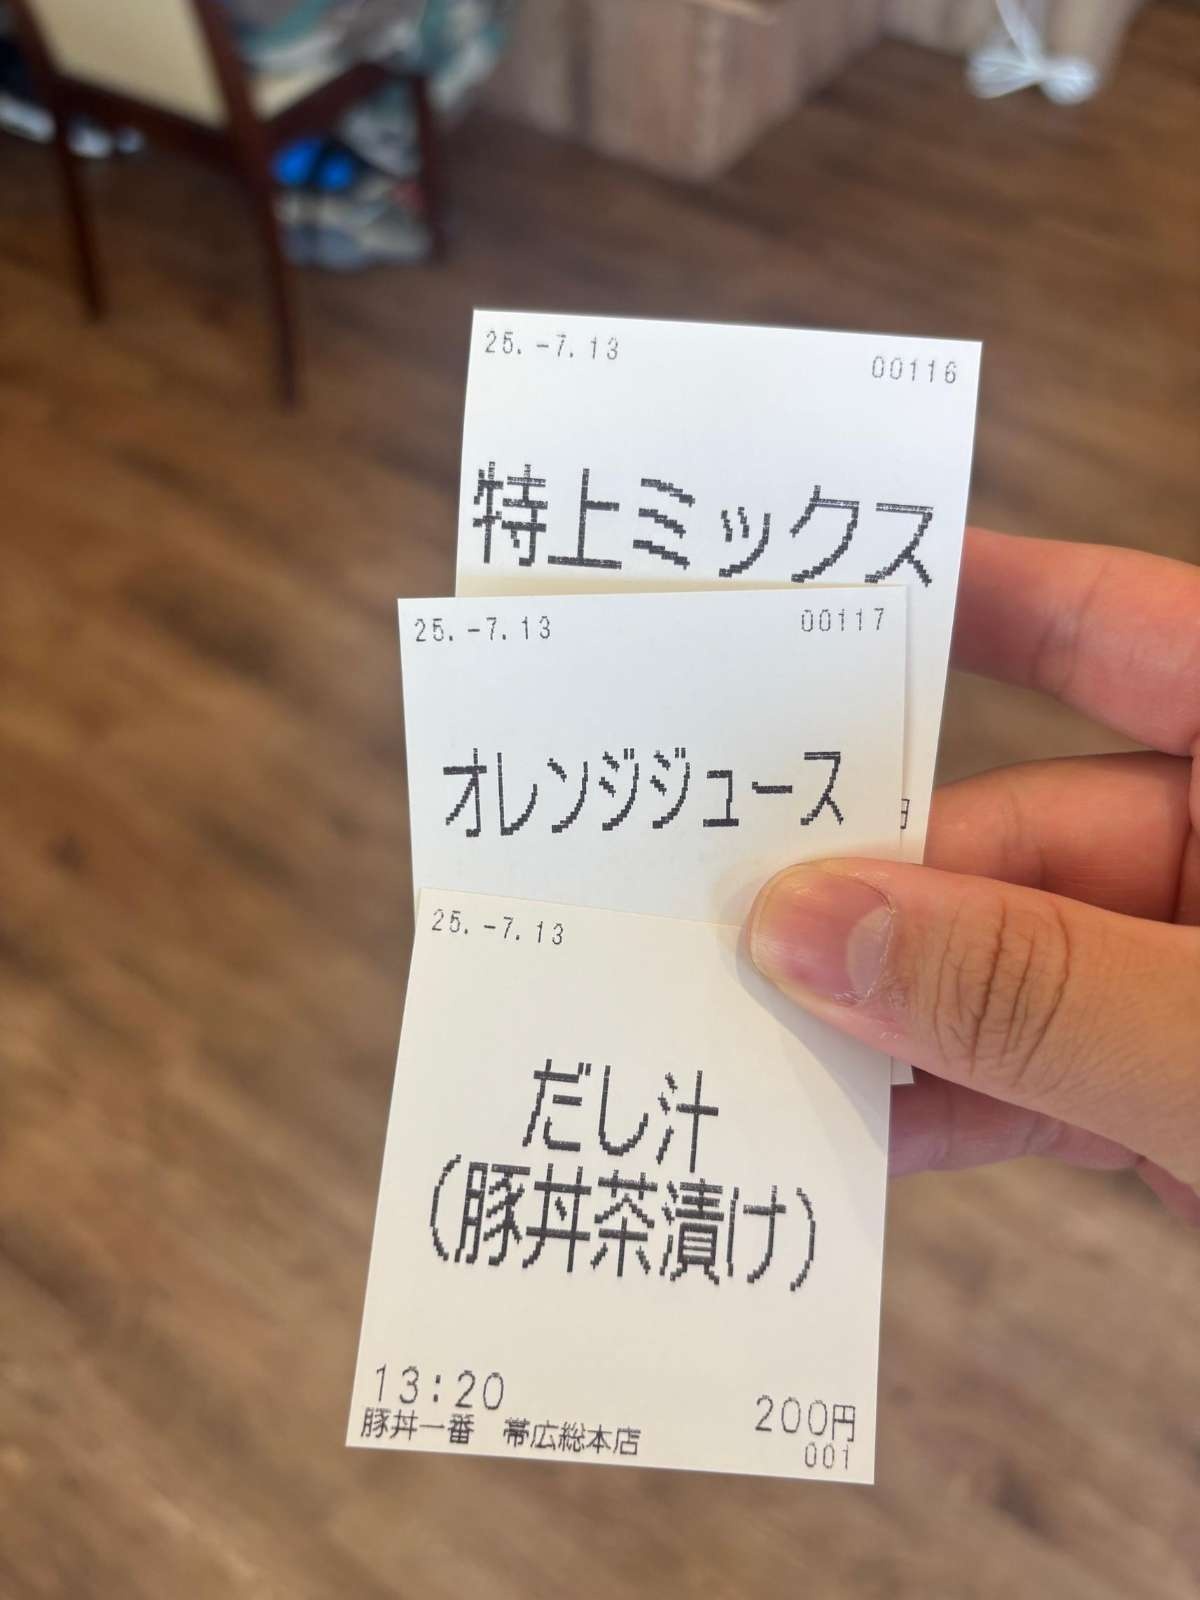 25.-7.13 00116
特上ミックス
25.-7.13 00117
オレンジジュース
円
25.-7.13
だし汁
(豚丼茶漬け)
13:20
200円
豚丼一番 帯広総本店
001